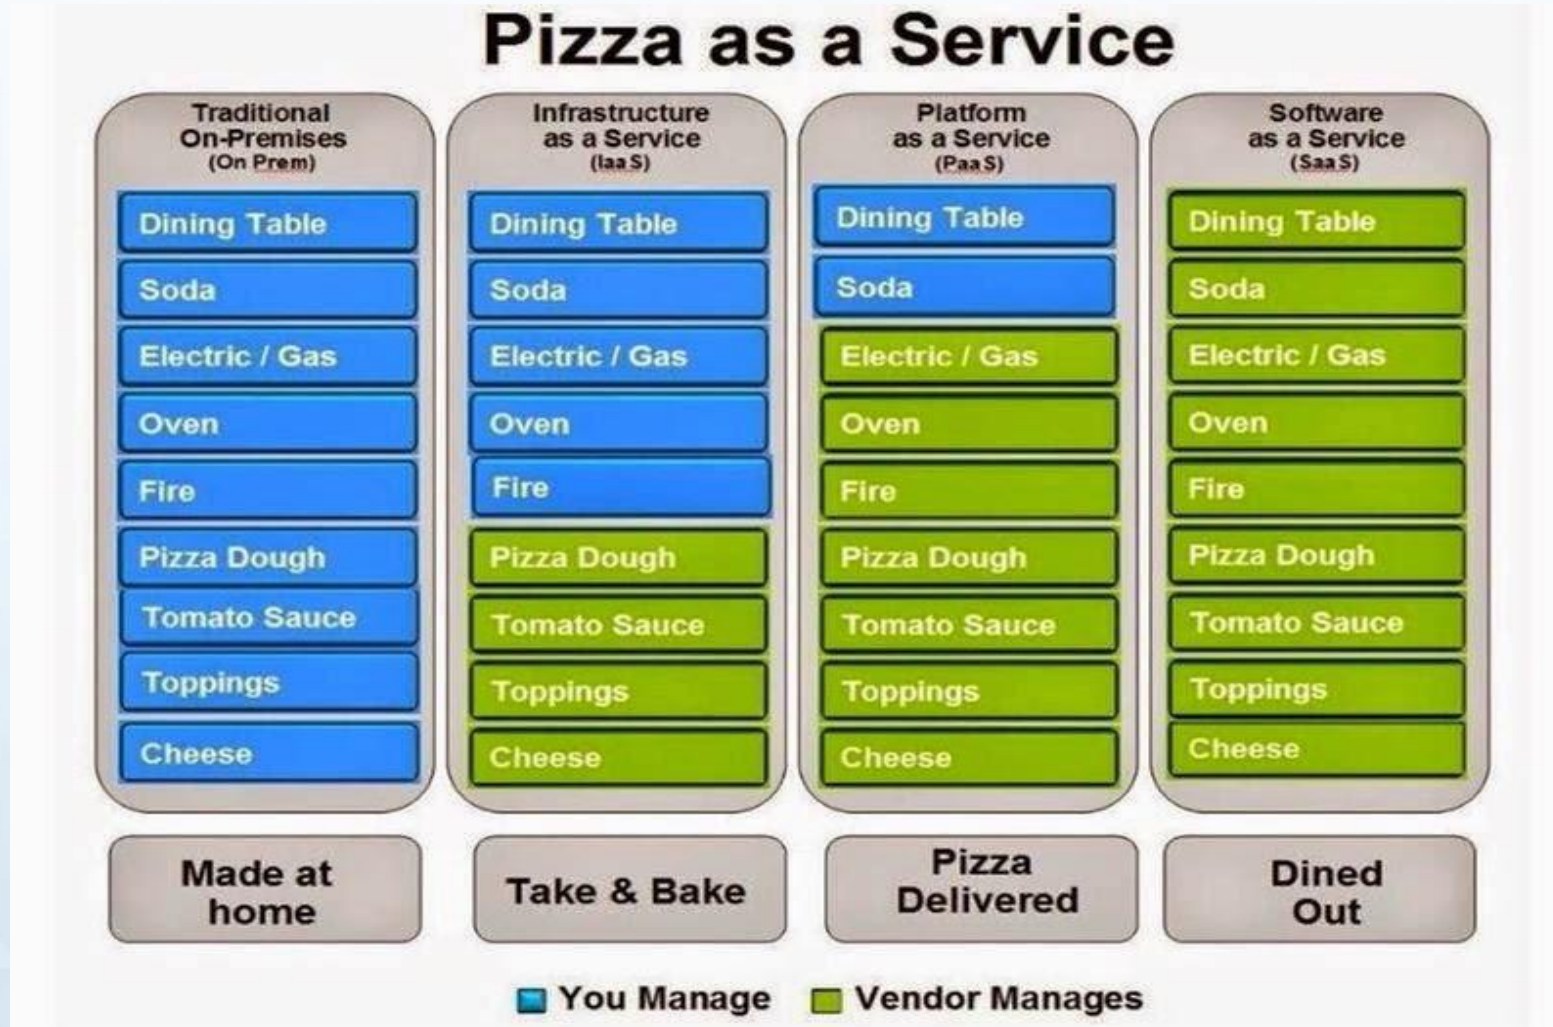 Pizza as a Service
Traditional
On-Premises
(On Prem)
Dining Table
Soda
Electric / Gas
Oven
Fire
Pizza Dough
Tomato Sauce
Toppings
Cheese
Made at
home
Infrastructure
as a Service
(IaaS)
Dining Table
Soda
Electric / Gas
Oven
Fire
Pizza Dough
Tomato Sauce
Toppings
Cheese
Take & Bake
Platform
as a Service
(PaaS)
Dining Table
Soda
Electric / Gas
Oven
Fire
Pizza Dough
Tomato Sauce
Toppings
Cheese
Pizza
Delivered
Software
as a Service
(SaaS)
Dining Table
Soda
Electric / Gas
Oven
Fire
Pizza Dough
Tomato Sauce
Toppings
Cheese
Dined
Out
You Manage
Vendor Manages